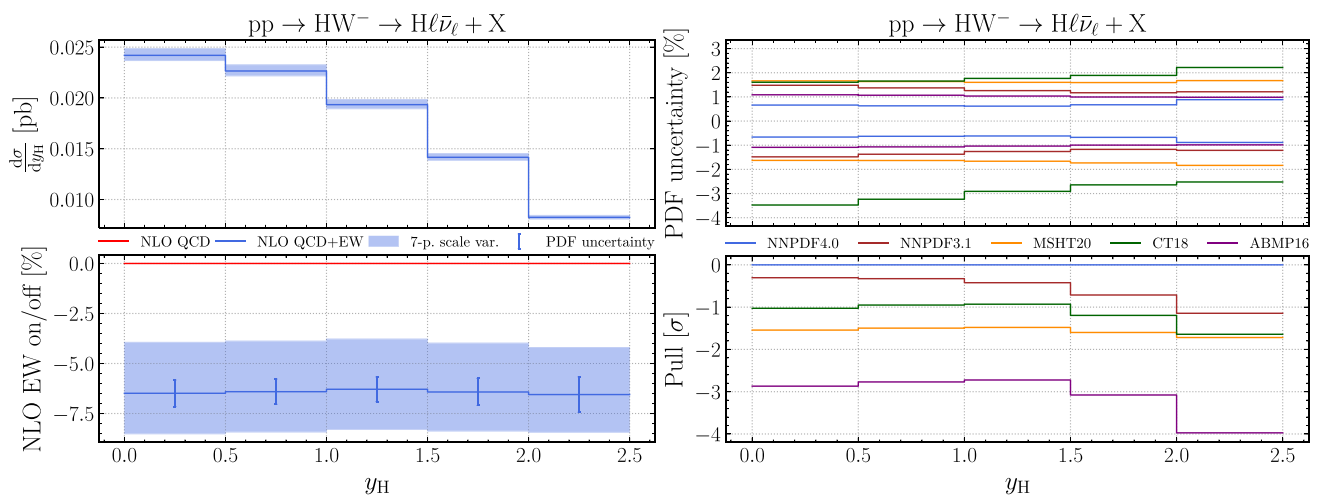 pp → HW⁻ → Hℓν̄ℓ + X
dσ/dyH [pb]
0.025
0.020
0.015
0.010
NLO QCD
NLO QCD+EW
7-p. scale var.
PDF uncertainty
NLO EW on/off [%]
0.0
−2.5
−5.0
−7.5
0.0 0.5 1.0 1.5 2.0 2.5
yH
pp → HW⁻ → Hℓν̄ℓ + X
PDF uncertainty [%]
3
2
1
0
−1
−2
−3
−4
NNPDF4.0
NNPDF3.1
MSHT20
CT18
ABMP16
Pull [σ]
0
−1
−2
−3
−4
0.0 0.5 1.0 1.5 2.0 2.5
yH